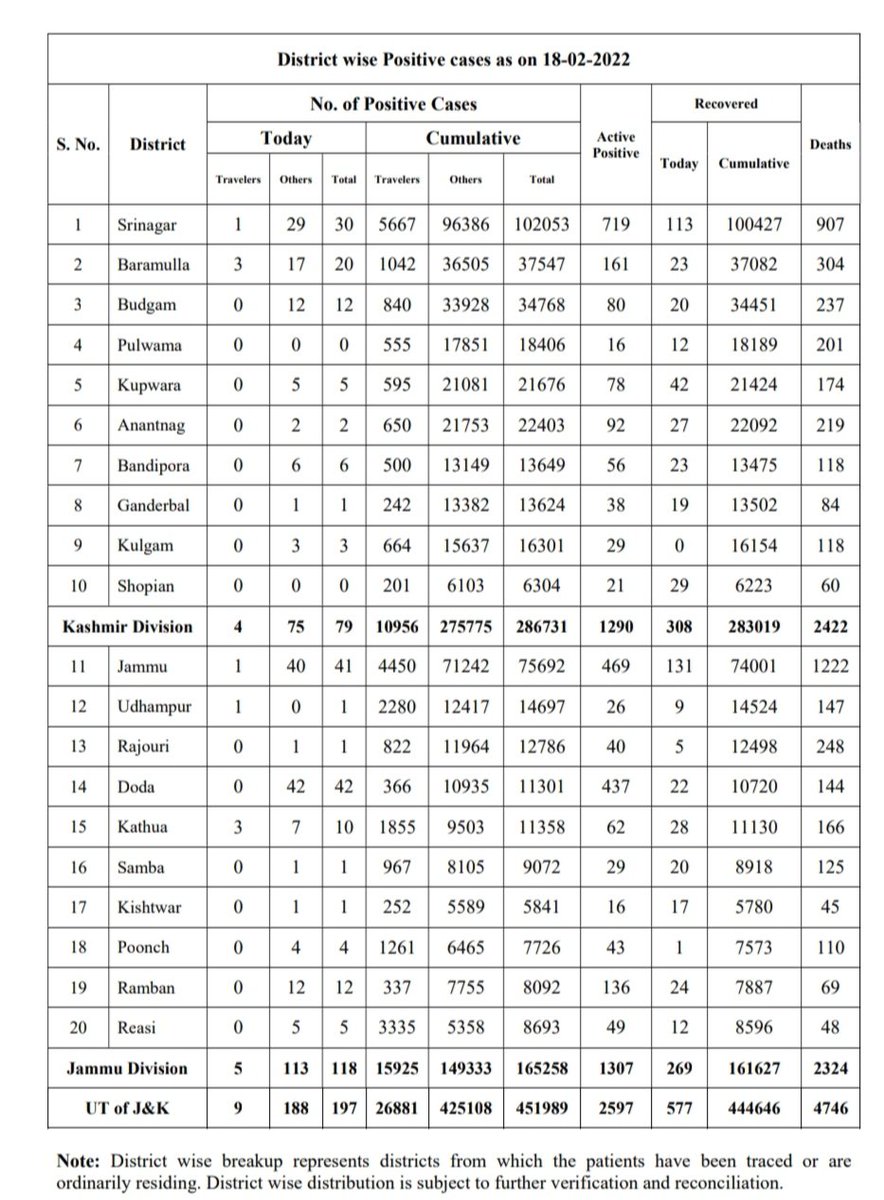 District wise Positive cases as on 18-02-2022
S. No. District No. of Positive Cases Active Positive Recovered Deaths
Today Cumulative Today Cumulative
Travelers Others Total Travelers Others Total
1 Srinagar 1 29 30 5667 96386 102053 719 113 100427 907
2 Baramulla 3 17 20 1042 36505 37547 161 23 37082 304
3 Budgam 0 12 12 840 33928 34768 80 20 34451 237
4 Pulwama 0 0 0 555 17851 18406 16 12 18189 201
5 Kupwara 0 5 5 595 21081 21676 78 42 21424 174
6 Anantnag 0 2 2 650 21753 22403 92 27 22092 219
7 Bandipora 0 6 6 500 13149 13649 56 23 13475 118
8 Ganderbal 0 1 1 242 13382 13624 38 19 13502 84
9 Kulgam 0 3 3 664 15637 16301 29 0 16154 118
10 Shopian 0 0 0 201 6103 6304 21 29 6223 60
Kashmir Division 4 75 79 10956 275775 286731 1290 308 283019 2422
11 Jammu 1 40 41 4450 71242 75692 469 131 74001 1222
12 Udhampur 1 0 1 2280 12417 14697 26 9 14524 147
13 Rajouri 0 1 1 822 11964 12786 40 5 12498 248
14 Doda 0 42 42 366 10935 11301 437 22 10720 144
15 Kathua 3 7 10 1855 9503 11358 62 28 11130 166
16 Samba 0 1 1 967 8105 9072 29 20 8918 125
17 Kishtwar 0 1 1 252 5589 5841 16 17 5780 45
18 Poonch 0 4 4 1261 6465 7726 43 1 7573 110
19 Ramban 0 12 12 337 7755 8092 136 24 7887 69
20 Reasi 0 5 5 3335 5358 8693 49 12 8596 48
Jammu Division 5 113 118 15925 149333 165258 1307 269 161627 2324
UT of J&K 9 188 197 26881 425108 451989 2597 577 444646 4746
Note: District wise breakup represents districts from which the patients have been traced or are
ordinarily residing. District wise distribution is subject to further verification and reconciliation.